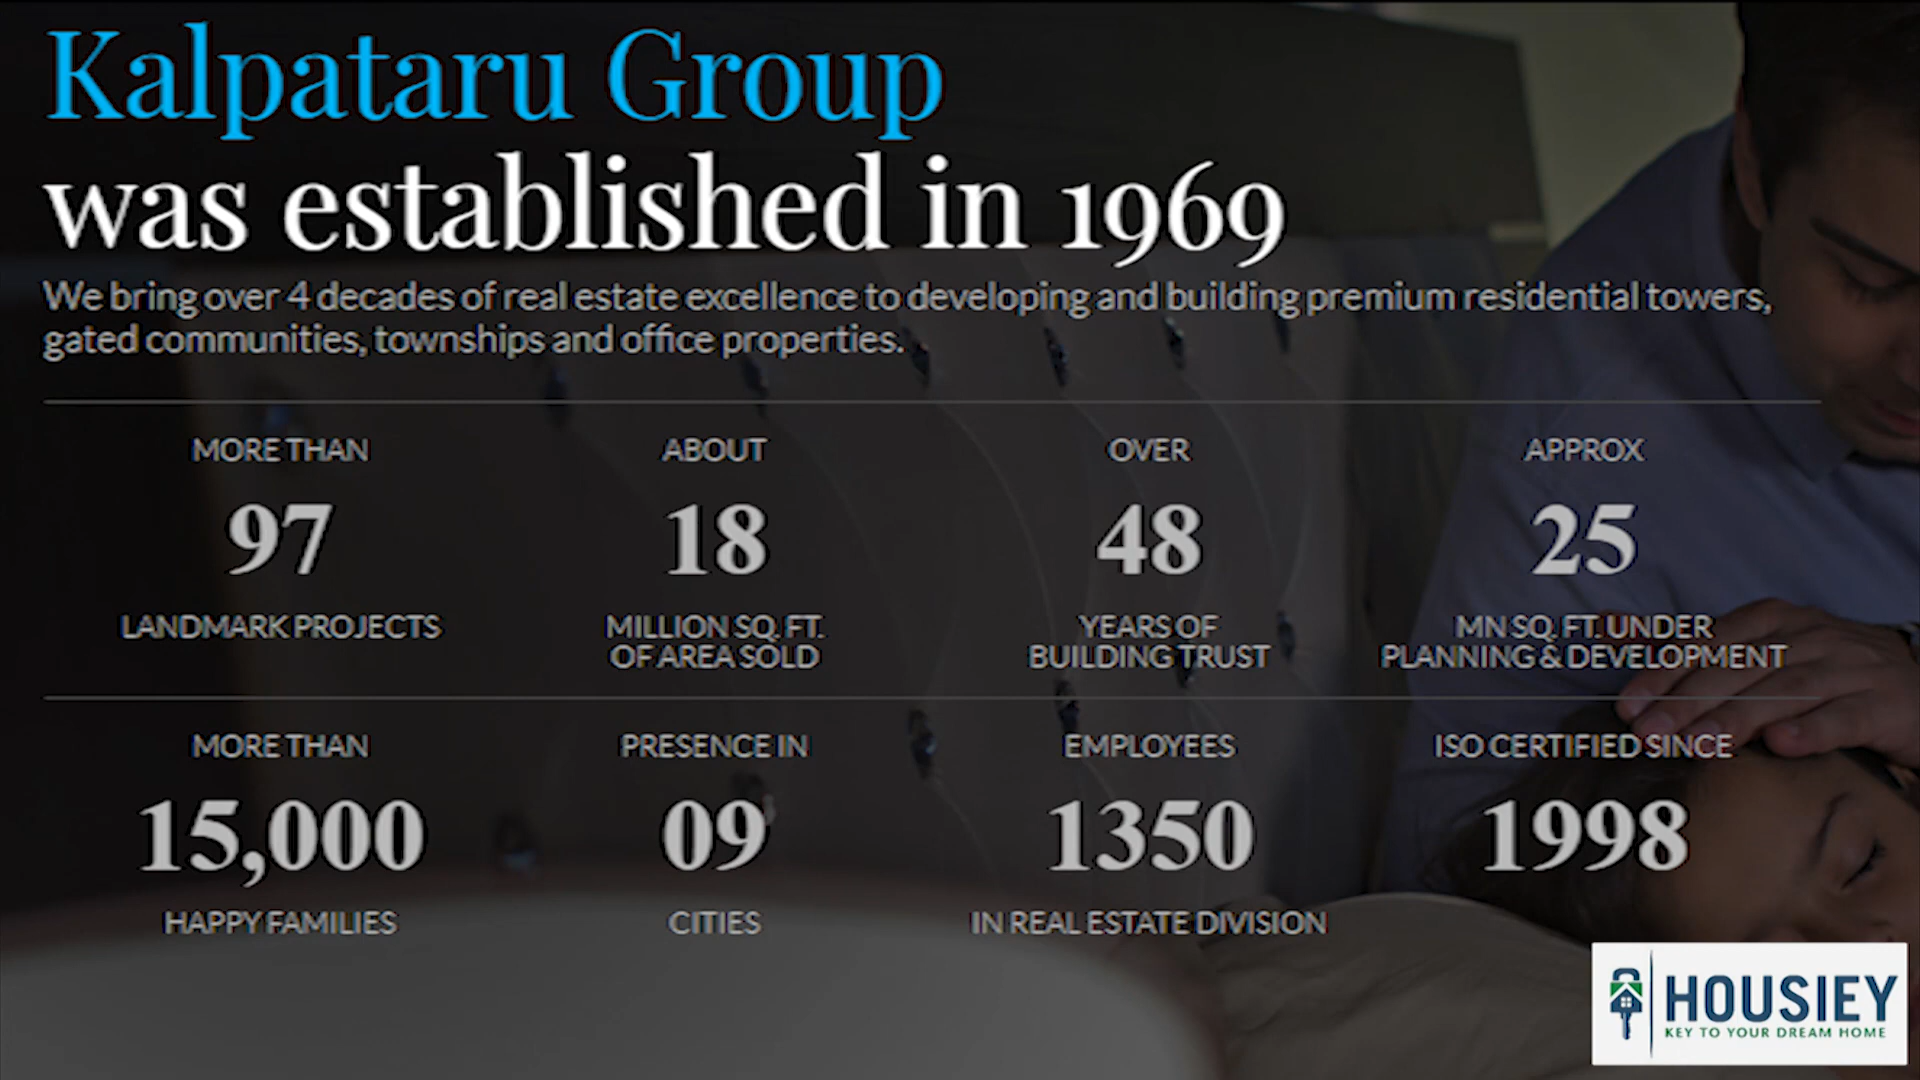 Kalpataru Group
was established in 1969
We bring over 4 decades of real estate excellence to developing and building premium residential towers,
gated communities, townships and office properties.
MORE THAN
97
LANDMARK PROJECTS
ABOUT
18
MILLION SQ. FT.
OF AREA SOLD
OVER
48
YEARS OF
BUILDING TRUST
APPROX
25
MN SQ. FT. UNDER
PLANNING & DEVELOPMENT
MORE THAN
15,000
HAPPY FAMILIES
PRESENCE IN
09
CITIES
EMPLOYEES
1350
IN REAL ESTATE DIVISION
ISO CERTIFIED SINCE
1998
HOUSIEY
KEY TO YOUR DREAM HOME